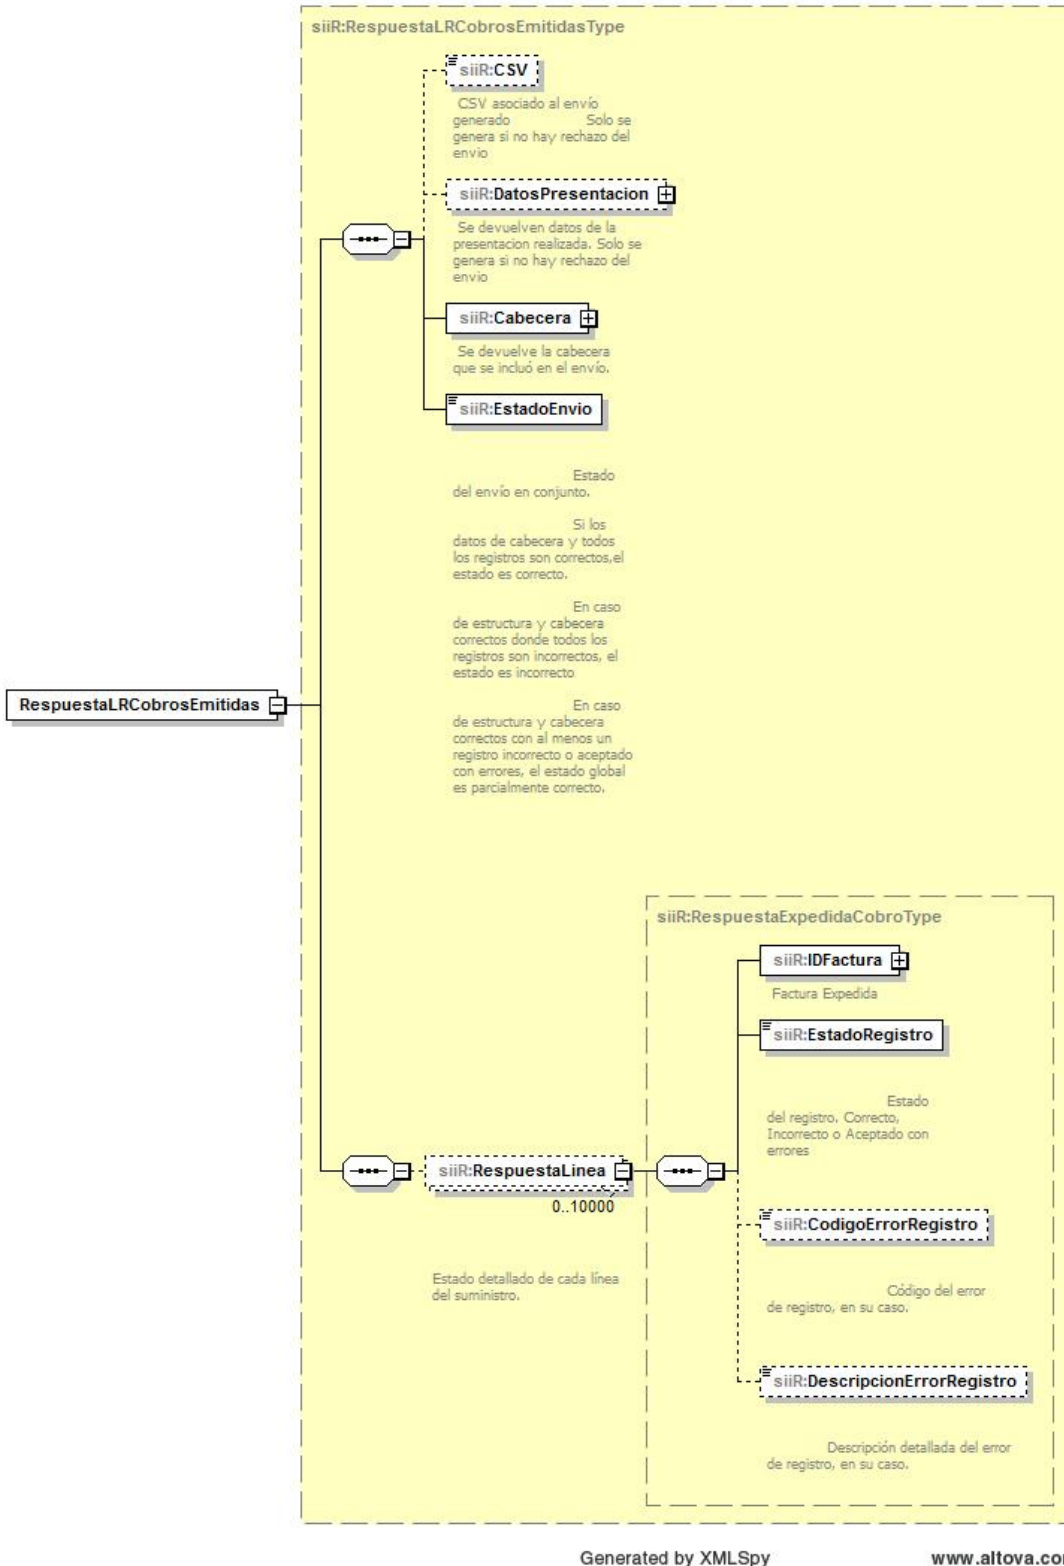 siiR:RespuestaLRCobrosEmitidasType
siiR:CSV
CSV asociado al envío
generado Solo se
genera si no hay rechazo del
envio
siiR:DatosPresentacion
Se devuelven datos de la
presentacion realizada. Solo se
genera si no hay rechazo del
envio
siiR:Cabecera
Se devuelve la cabecera
que se incluó en el envío.
siiR:EstadoEnvio
Estado
del envío en conjunto.
Si los
datos de cabecera y todos
los registros son correctos,el
estado es correcto.
En caso
de estructura y cabecera
correctos donde todos los
registros son incorrectos, el
estado es incorrecto
En caso
de estructura y cabecera
correctos con al menos un
registro incorrecto o aceptado
con errores, el estado global
es parcialmente correcto.
RespuestaLRCobrosEmitidas
siiR:RespuestaExpedidaCobroType
siiR:IDFactura
Factura Expedida
siiR:EstadoRegistro
Estado
del registro. Correcto,
Incorrecto o Aceptado con
errores
siiR:RespuestaLinea
0..10000
Estado detallado de cada línea
del suministro.
siiR:CodigoErrorRegistro
Código del error
de registro, en su caso.
siiR:DescripcionErrorRegistro
Descripción detallada del error
de registro, en su caso.
Generated by XMLSpy www.altova.co